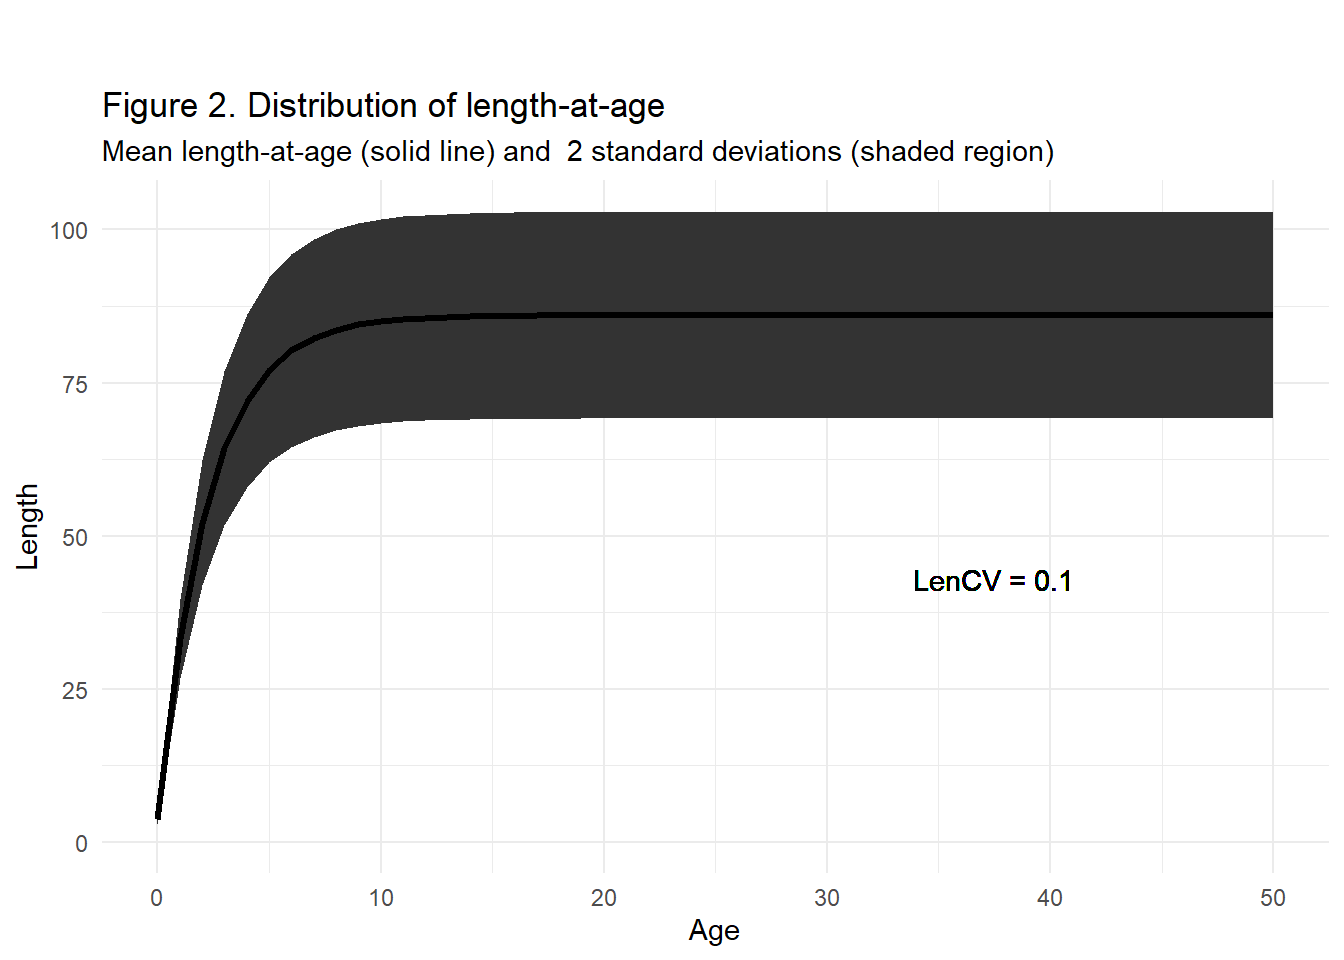 Figure 2. Distribution of length-at-age
Mean length-at-age (solid line) and  2 standard deviations (shaded region)
100
75
50
25
0
Length
LenCV = 0.1
0 10 20 30 40 50
Age